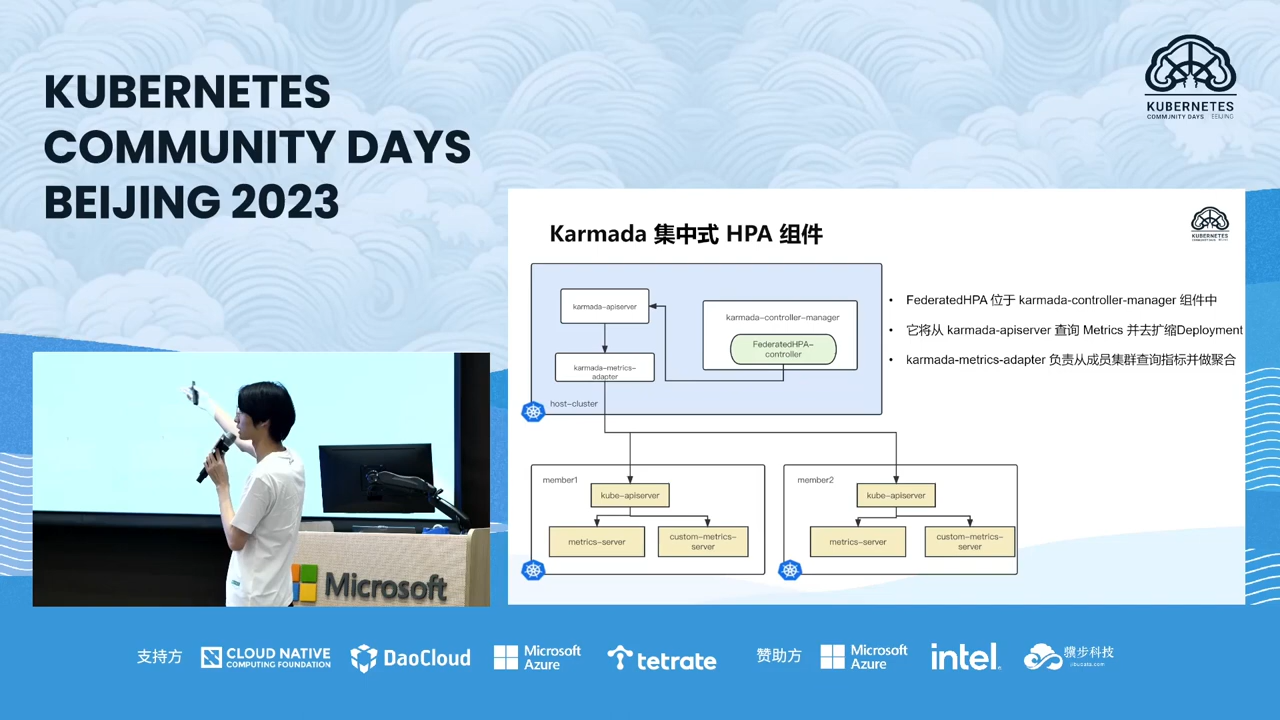 KUBERNETES
COMMUNITY DAYS
BEIJING 2023
KUBERNETES
COMMUNITY DAYS BEIJING
Karmada 集中式 HPA 组件
KUBERNETES
karmada-apiserver
karmada-controller-manager
FederatedHPA-
controller
karmada-metrics-
adapter
host-cluster
FederatedHPA 位于 karmada-controller-manager 组件中
它将从 karmada-apiserver 查询 Metrics 并去扩缩Deployment
karmada-metrics-adapter 负责从成员集群查询指标并做聚合
member1
kube-apiserver
metrics-server
custom-metrics-
server
member2
kube-apiserver
metrics-server
custom-metrics-
server
Microsoft
支持方
CLOUD NATIVE
COMPUTING FOUNDATION
DaoCloud
Microsoft
Azure
tetrate
赞助方
Microsoft
Azure
intel.
骥步科技
jibudata.com